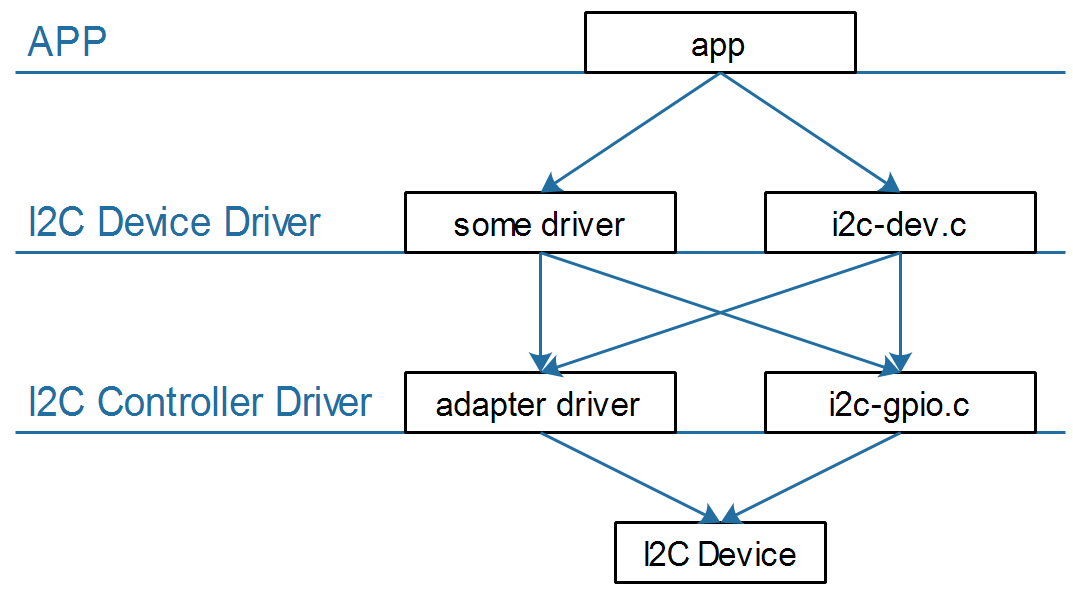 APP
app
I2C Device Driver
some driver
i2c-dev.c
I2C Controller Driver
adapter driver
i2c-gpio.c
I2C Device